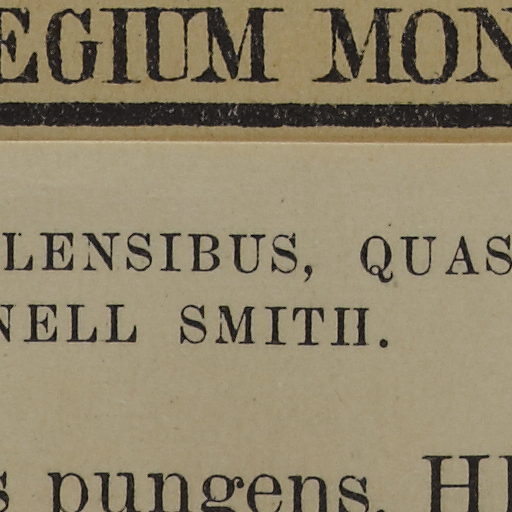 EGIUM MON
LENSIBUS, QUAS
NELL SMITH.
s pungens. H